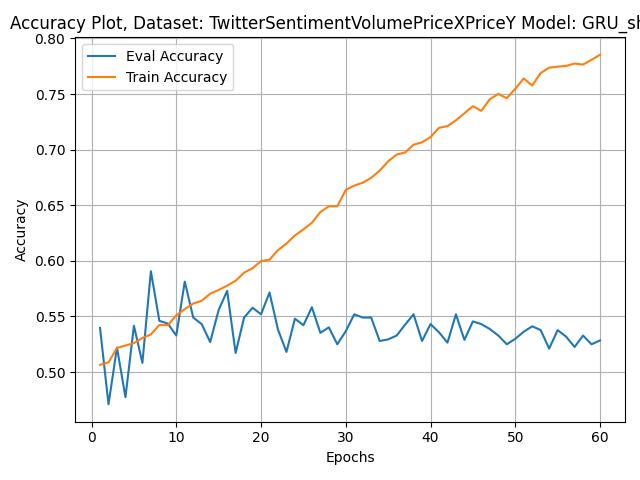 Accuracy Plot, Dataset: TwitterSentimentVolumePriceXPriceY Model: GRU_sh
Eval Accuracy
Train Accuracy
0.80
0.75
0.70
0.65
0.60
0.55
0.50
Accuracy
0 10 20 30 40 50 60
Epochs